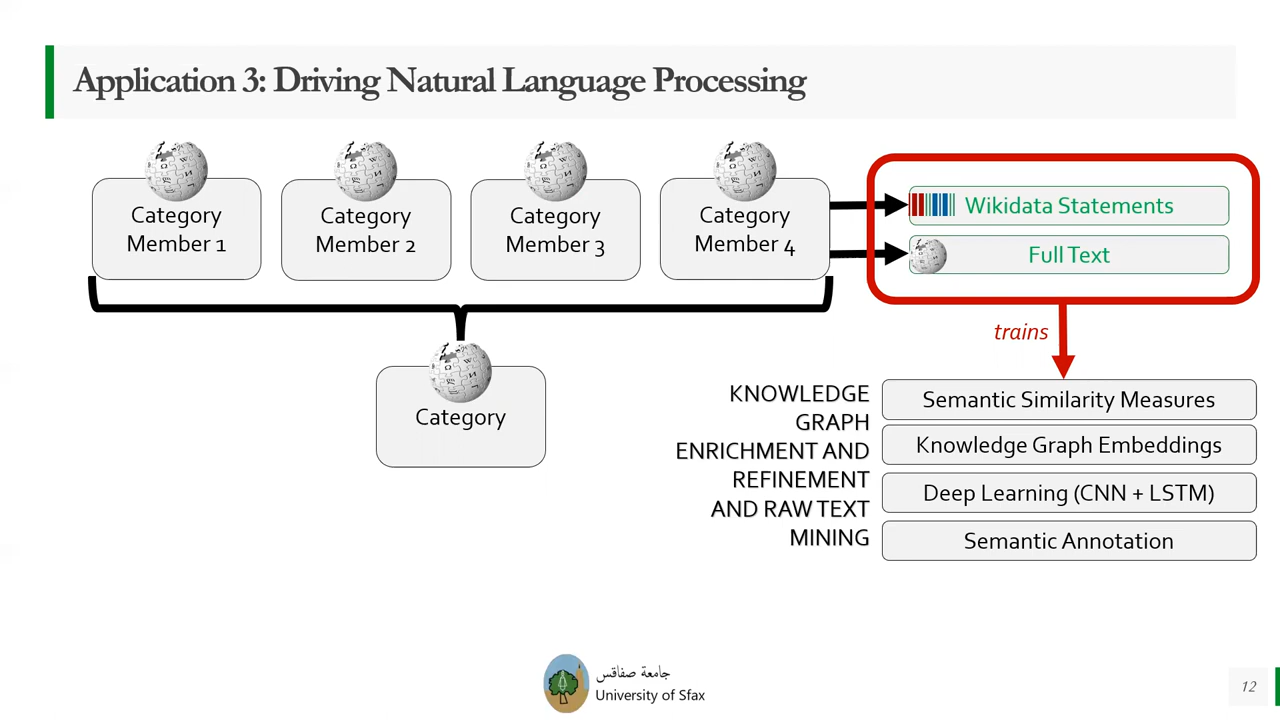 Application 3: Driving Natural Language Processing
Category
Member 1
Category
Member 2
Category
Member 3
Category
Member 4
Wikidata Statements
Full Text
trains
Category
KNOWLEDGE
GRAPH
ENRICHMENT AND
REFINEMENT
AND RAW TEXT
MINING
Semantic Similarity Measures
Knowledge Graph Embeddings
Deep Learning (CNN + LSTM)
Semantic Annotation
جامعة صفاقس
University of Sfax
12